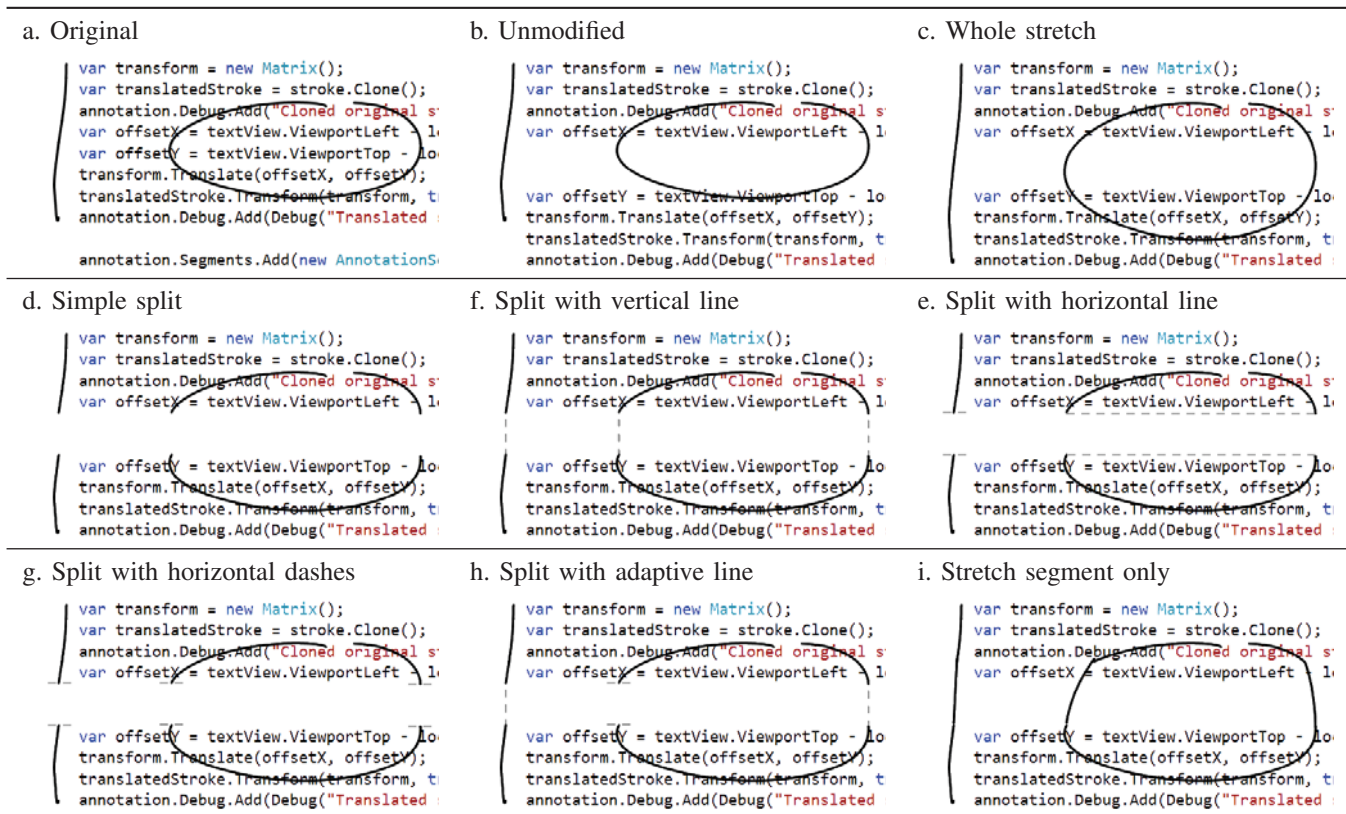 a. Original
var transform = new Matrix();
var translatedStroke = stroke.Clone();
annotation.Debug.Add("Cloned original s
var offsetX = textView.ViewportLeft - lo
var offsetY = textView.ViewportTop - lo
transform.Translate(offsetX, offsetY);
translatedStroke.Transform(transform, t
annotation.Debug.Add(Debug("Translated
annotation.Segments.Add(new AnnotationS
b. Unmodified
var transform = new Matrix();
var translatedStroke = stroke.Clone();
annotation.Debug.Add("Cloned original s
var offsetX = textView.ViewportLeft - lo
var offsetY = textView.ViewportTop - lo
transform.Translate(offsetX, offsetY);
translatedStroke.Transform(transform, t
annotation.Debug.Add(Debug("Translated
c. Whole stretch
var transform = new Matrix();
var translatedStroke = stroke.Clone();
annotation.Debug.Add("Cloned original s
var offsetX = textView.ViewportLeft - lo
var offsetY = textView.ViewportTop - lo
transform.Translate(offsetX, offsetY);
translatedStroke.Transform(transform, t
annotation.Debug.Add(Debug("Translated
d. Simple split
var transform = new Matrix();
var translatedStroke = stroke.Clone();
annotation.Debug.Add("Cloned original s
var offsetX = textView.ViewportLeft - lo
var offsetY = textView.ViewportTop - lo
transform.Translate(offsetX, offsetY);
translatedStroke.Transform(transform, t
annotation.Debug.Add(Debug("Translated
f. Split with vertical line
var transform = new Matrix();
var translatedStroke = stroke.Clone();
annotation.Debug.Add("Cloned original s
var offsetX = textView.ViewportLeft - lo
var offsetY = textView.ViewportTop - lo
transform.Translate(offsetX, offsetY);
translatedStroke.Transform(transform, t
annotation.Debug.Add(Debug("Translated
e. Split with horizontal line
var transform = new Matrix();
var translatedStroke = stroke.Clone();
annotation.Debug.Add("Cloned original s
var offsetX = textView.ViewportLeft - lo
var offsetY = textView.ViewportTop - lo
transform.Translate(offsetX, offsetY);
translatedStroke.Transform(transform, t
annotation.Debug.Add(Debug("Translated
g. Split with horizontal dashes
var transform = new Matrix();
var translatedStroke = stroke.Clone();
annotation.Debug.Add("Cloned original s
var offsetX = textView.ViewportLeft - lo
var offsetY = textView.ViewportTop - lo
transform.Translate(offsetX, offsetY);
translatedStroke.Transform(transform, t
annotation.Debug.Add(Debug("Translated
h. Split with adaptive line
var transform = new Matrix();
var translatedStroke = stroke.Clone();
annotation.Debug.Add("Cloned original s
var offsetX = textView.ViewportLeft - lo
var offsetY = textView.ViewportTop - lo
transform.Translate(offsetX, offsetY);
translatedStroke.Transform(transform, t
annotation.Debug.Add(Debug("Translated
i. Stretch segment only
var transform = new Matrix();
var translatedStroke = stroke.Clone();
annotation.Debug.Add("Cloned original s
var offsetX = textView.ViewportLeft - lo
var offsetY = textView.ViewportTop - lo
transform.Translate(offsetX, offsetY);
translatedStroke.Transform(transform, t
annotation.Debug.Add(Debug("Translated